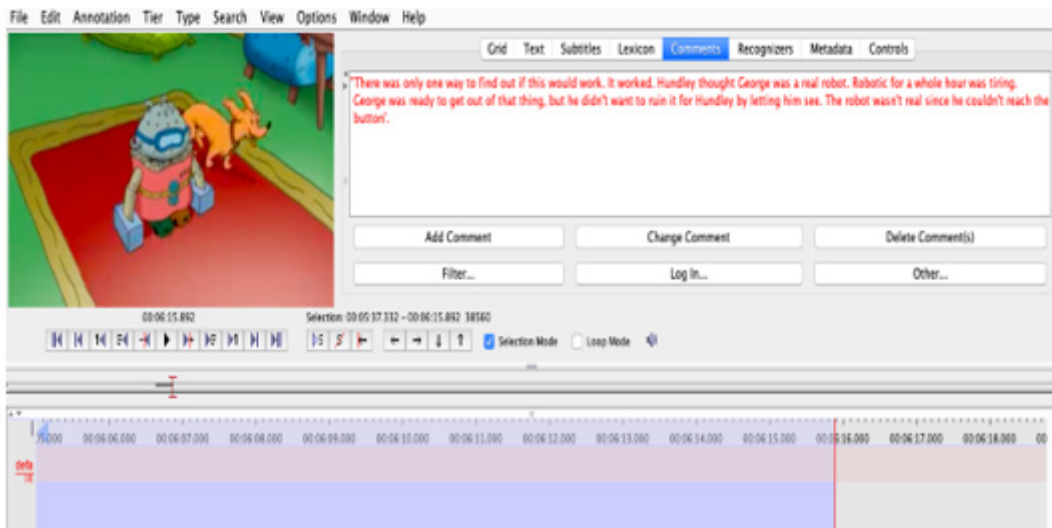 File Edit Annotation Tier Type Search View Options Window Help
Grid Text Subtitles Lexicon Comments Recognizers Metadata Controls
"There was only one way to find out if this would work. It worked. Hundley thought George was a real robot. Robotic for a whole hour was tiring.
George was ready to get out of that thing, but he didn't want to ruin it for Hundley by letting him see. The robot wasn't real since he couldn't reach the
button'.
Add Comment Change Comment Delete Comment(s)
Filter... Log In... Other...
00:06:15.892 Selection: 00:05:37.332 - 00:06:15.892 38560
Selection Mode Loop Mode
00:06:06.000 00:06:07.000 00:06:08.000 00:06:09.000 00:06:10.000 00:06:11.000 00:06:12.000 00:06:13.000 00:06:14.000 00:06:15.000 00:06:16.000 00:06:17.000 00:06:18.000 00
defa